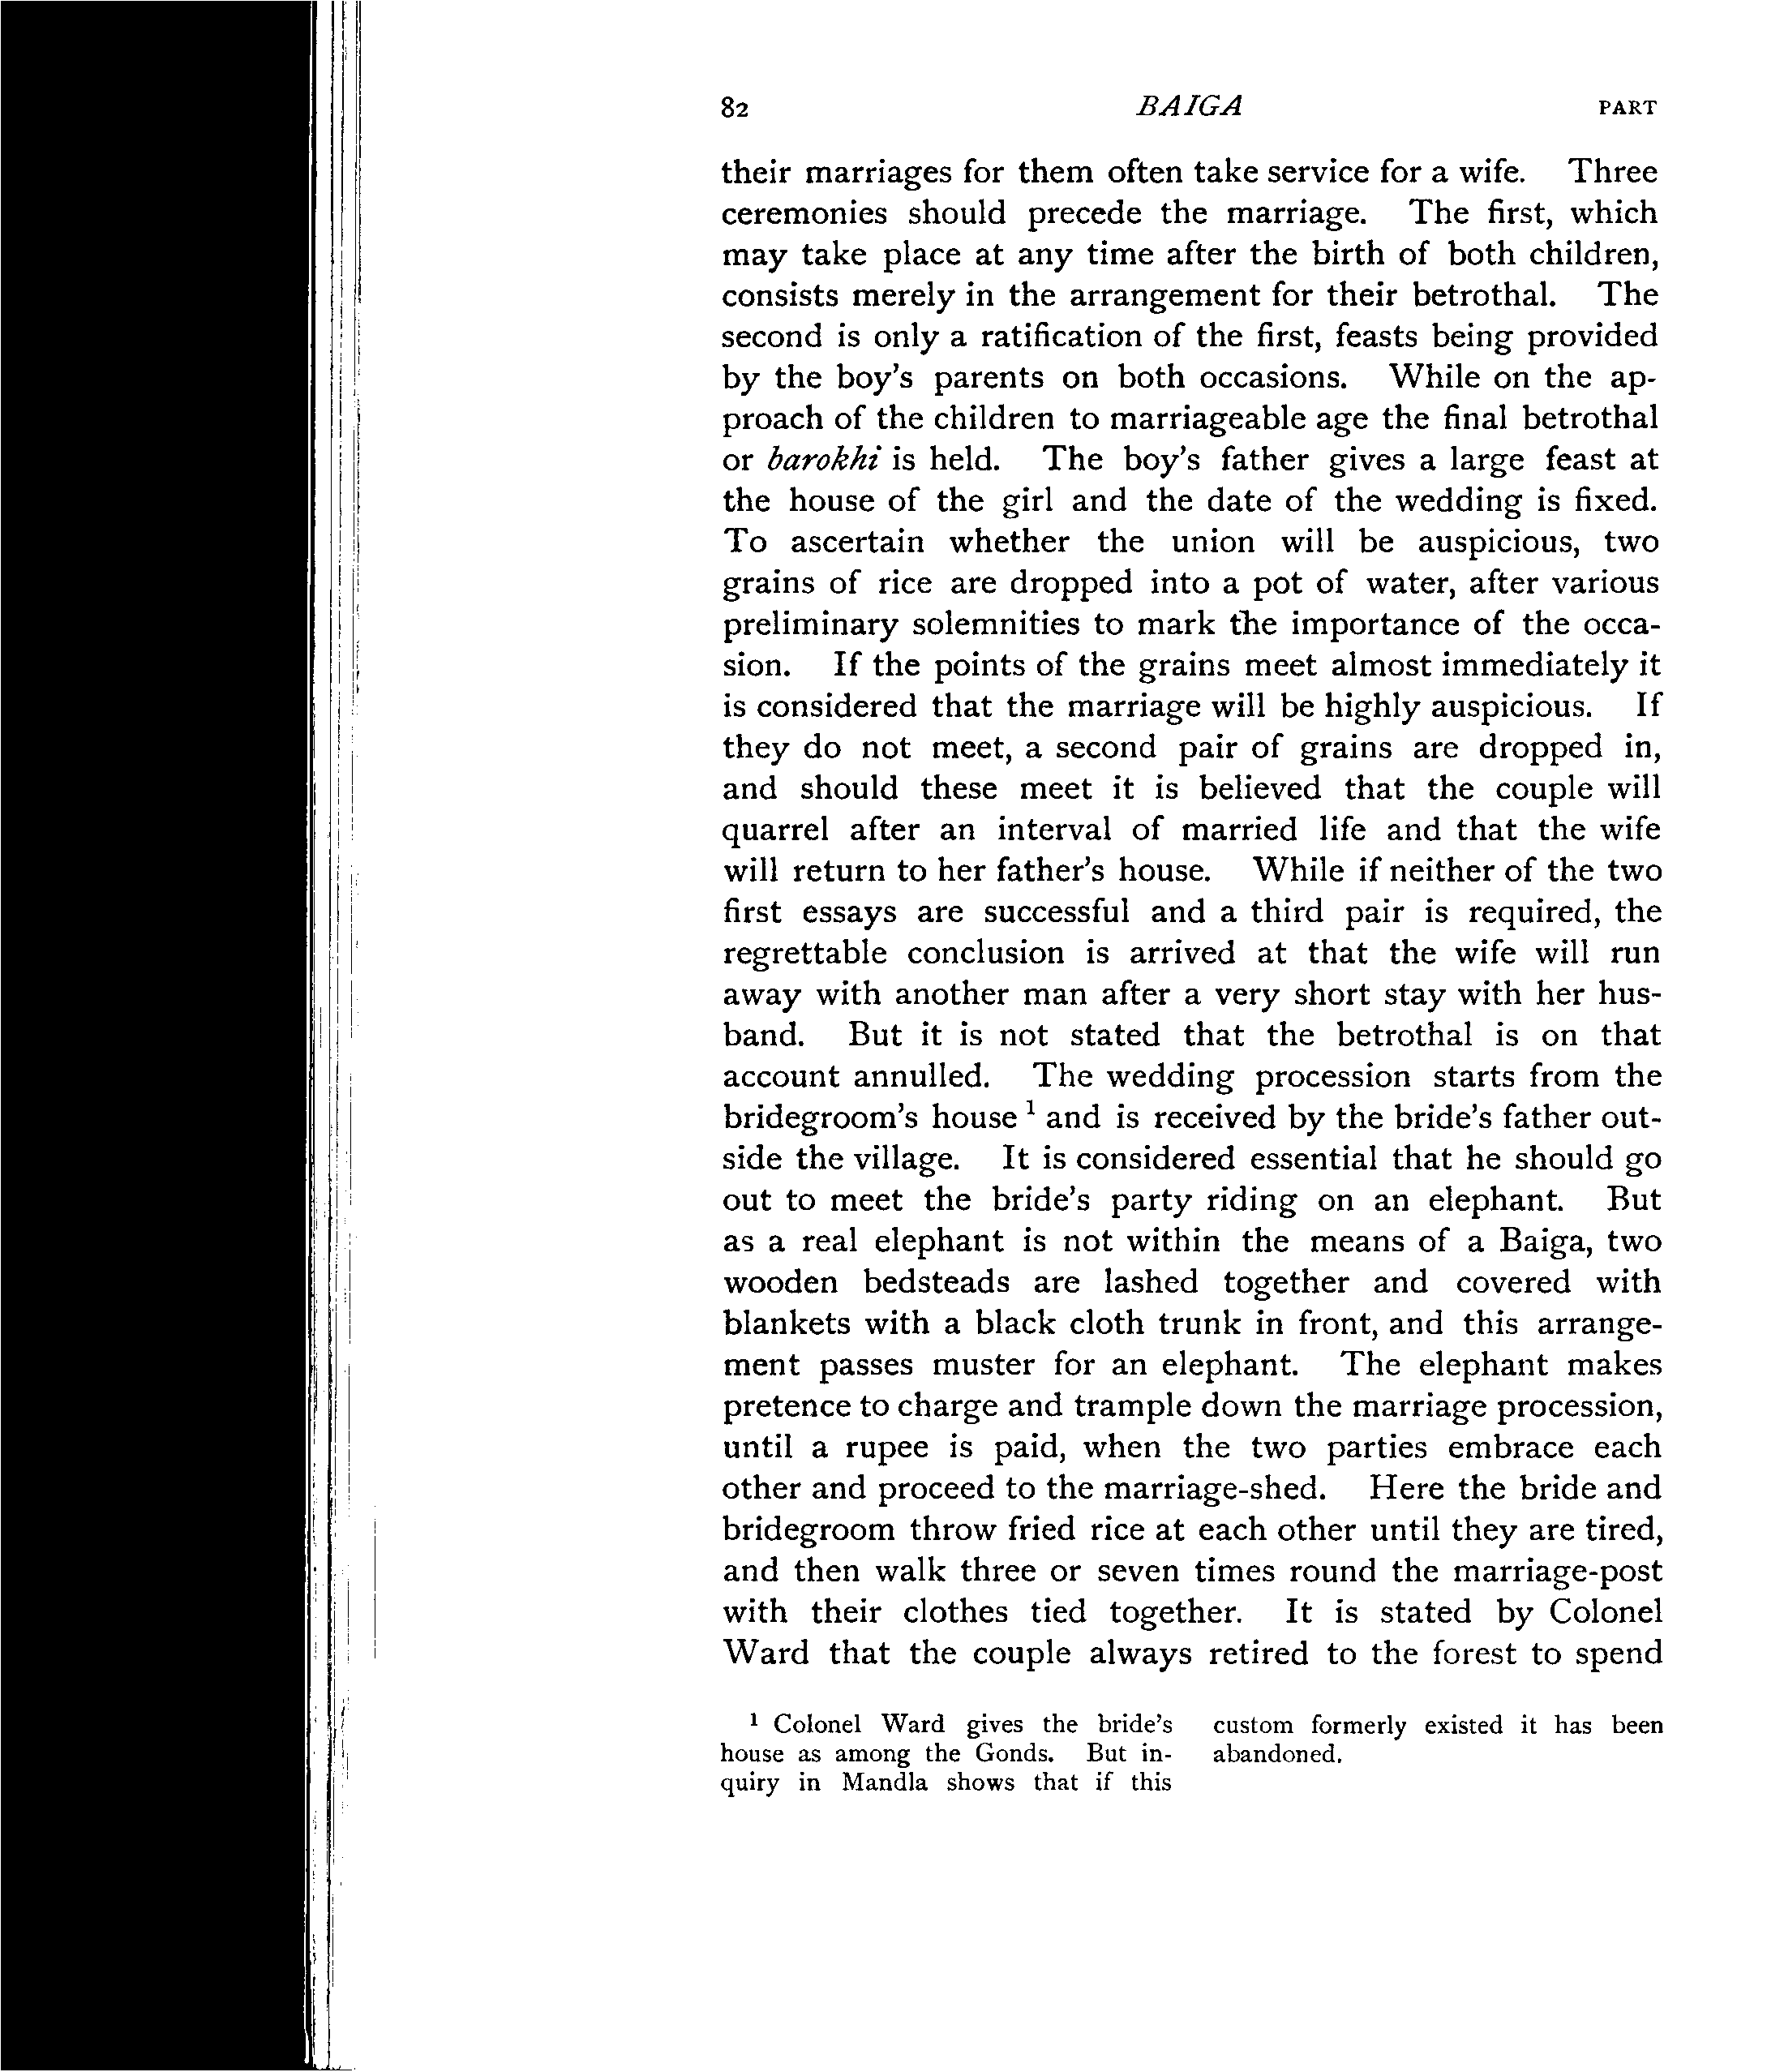 82 BAIGA PART
their marriages for them often take service for a wife. Three
ceremonies should precede the marriage. The first, which
may take place at any time after the birth of both children,
consists merely in the arrangement for their betrothal. The
second is only a ratification of the first, feasts being provided
by the boy's parents on both occasions. While on the ap-
proach of the children to marriageable age the final betrothal
or barokhi is held. The boy's father gives a large feast at
the house of the girl and the date of the wedding is fixed.
To ascertain whether the union will be auspicious, two
grains of rice are dropped into a pot of water, after various
preliminary solemnities to mark the importance of the occa-
sion. If the points of the grains meet almost immediately it
is considered that the marriage will be highly auspicious. If
they do not meet, a second pair of grains are dropped in,
and should these meet it is believed that the couple will
quarrel after an interval of married life and that the wife
will return to her father's house. While if neither of the two
first essays are successful and a third pair is required, the
regrettable conclusion is arrived at that the wife will run
away with another man after a very short stay with her hus-
band. But it is not stated that the betrothal is on that
account annulled. The wedding procession starts from the
bridegroom's house ¹ and is received by the bride's father out-
side the village. It is considered essential that he should go
out to meet the bride's party riding on an elephant. But
as a real elephant is not within the means of a Baiga, two
wooden bedsteads are lashed together and covered with
blankets with a black cloth trunk in front, and this arrange-
ment passes muster for an elephant. The elephant makes
pretence to charge and trample down the marriage procession,
until a rupee is paid, when the two parties embrace each
other and proceed to the marriage-shed. Here the bride and
bridegroom throw fried rice at each other until they are tired,
and then walk three or seven times round the marriage-post
with their clothes tied together. It is stated by Colonel
Ward that the couple always retired to the forest to spend
¹ Colonel Ward gives the bride's
house as among the Gonds. But in-
quiry in Mandla shows that if this
custom formerly existed it has been
abandoned.